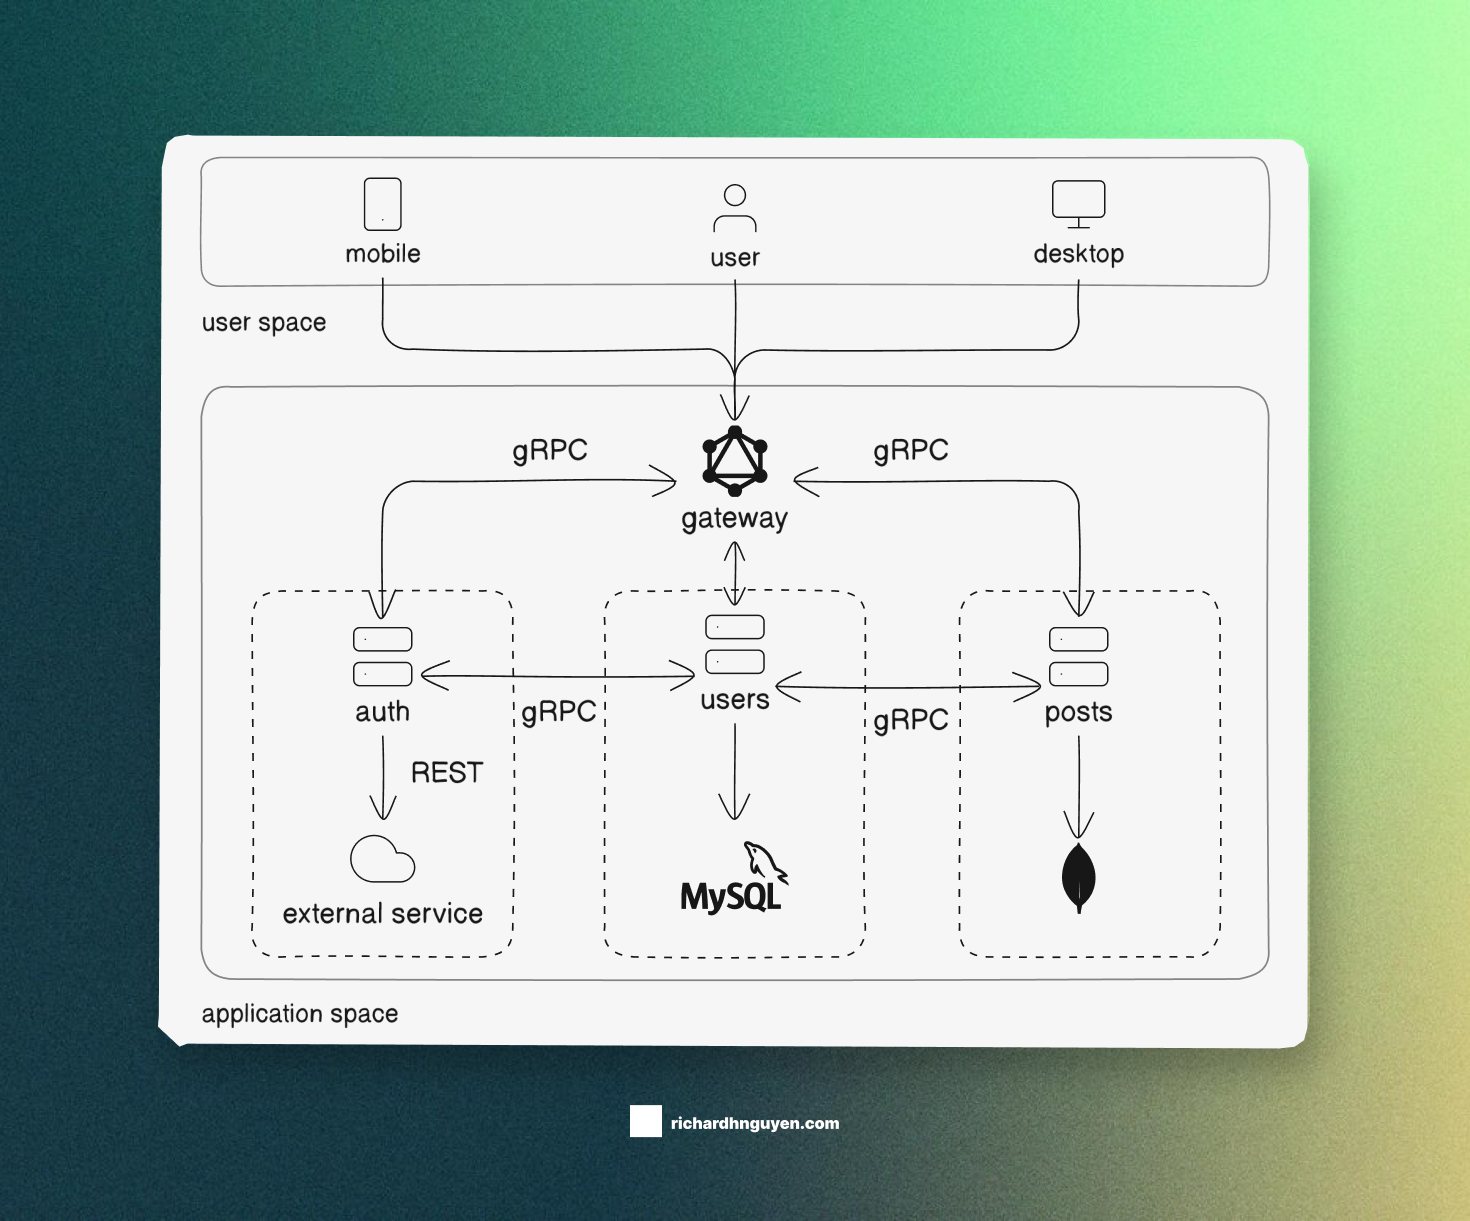 mobile
user
desktop
user space
gRPC
gRPC
gateway
auth
gRPC
users
gRPC
posts
REST
external service
MySQL
application space
richardhnguyen.com